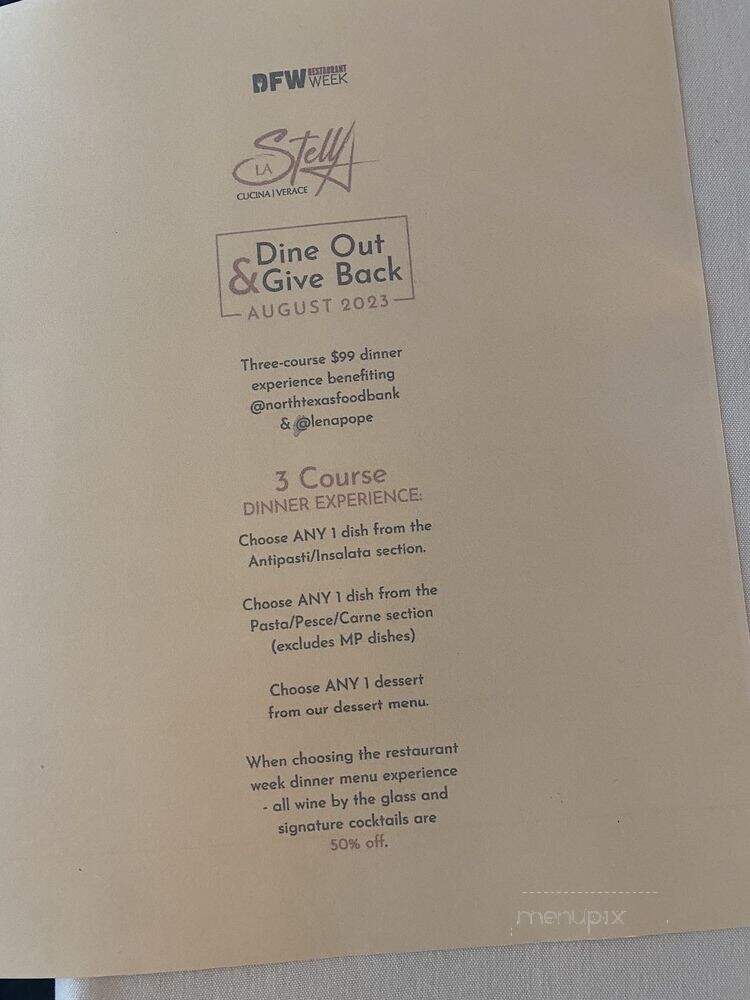 DFW RESTAURANT WEEK
LA StellA
CUCINA | VERACE
Dine Out
& Give Back
AUGUST 2023
Three-course $99 dinner
experience benefiting
@northtexasfoodbank
& @lenapope
3 Course
DINNER EXPERIENCE:
Choose ANY 1 dish from the
Antipasti/Insalata section.
Choose ANY 1 dish from the
Pasta/Pesce/Carne section
(excludes MP dishes)
Choose ANY 1 dessert
from our dessert menu.
When choosing the restaurant
week dinner menu experience
- all wine by the glass and
signature cocktails are
50% off.
menupix